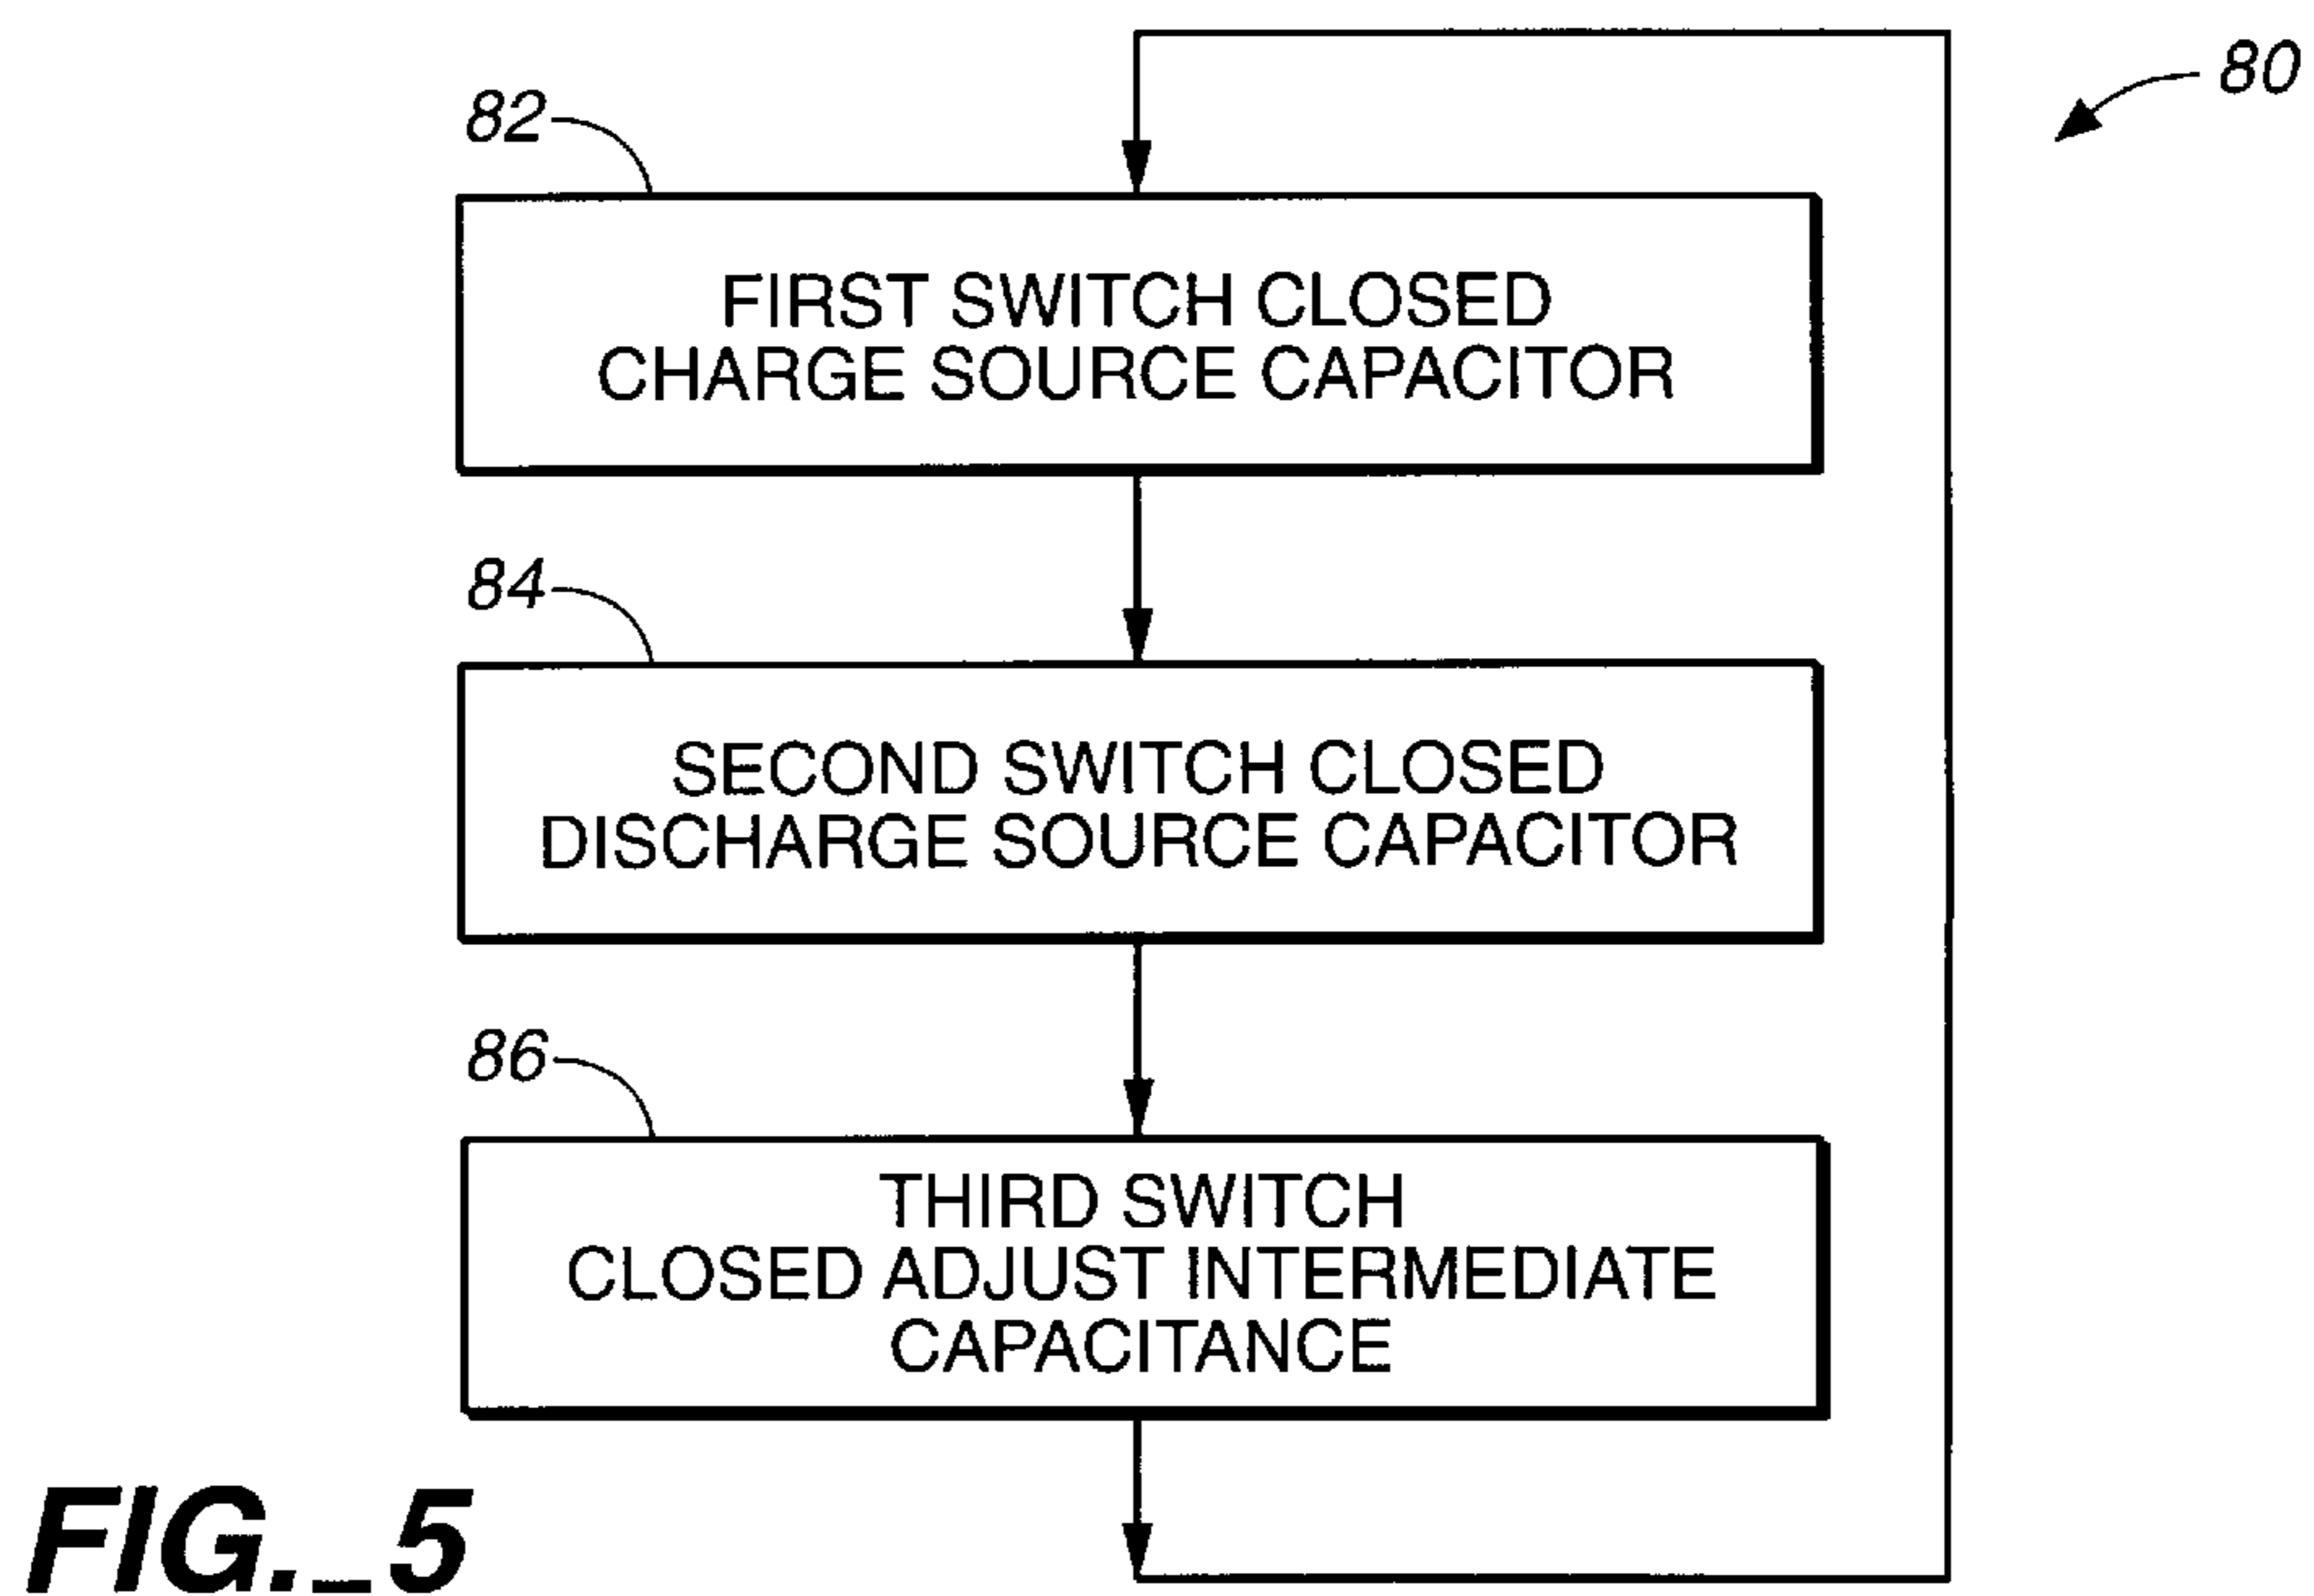 80
82
FIRST SWITCH CLOSED
CHARGE SOURCE CAPACITOR
84
SECOND SWITCH CLOSED
DISCHARGE SOURCE CAPACITOR
86
THIRD SWITCH
CLOSED ADJUST INTERMEDIATE
CAPACITANCE
FIG._5